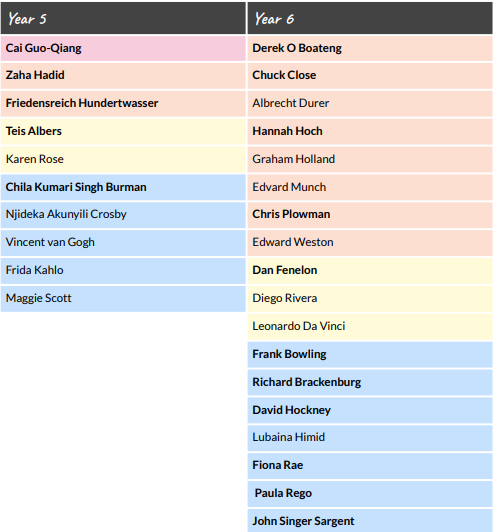 Year 5
Cai Guo-Qiang
Zaha Hadid
Friedensreich Hundertwasser
Teis Albers
Karen Rose
Chila Kumari Singh Burman
Njideka Akunyili Crosby
Vincent van Gogh
Frida Kahlo
Maggie Scott
Year 6
Derek O Boateng
Chuck Close
Albrecht Durer
Hannah Hoch
Graham Holland
Edvard Munch
Chris Plowman
Edward Weston
Dan Fenelon
Diego Rivera
Leonardo Da Vinci
Frank Bowling
Richard Brackenburg
David Hockney
Lubaina Himid
Fiona Rae
Paula Rego
John Singer Sargent